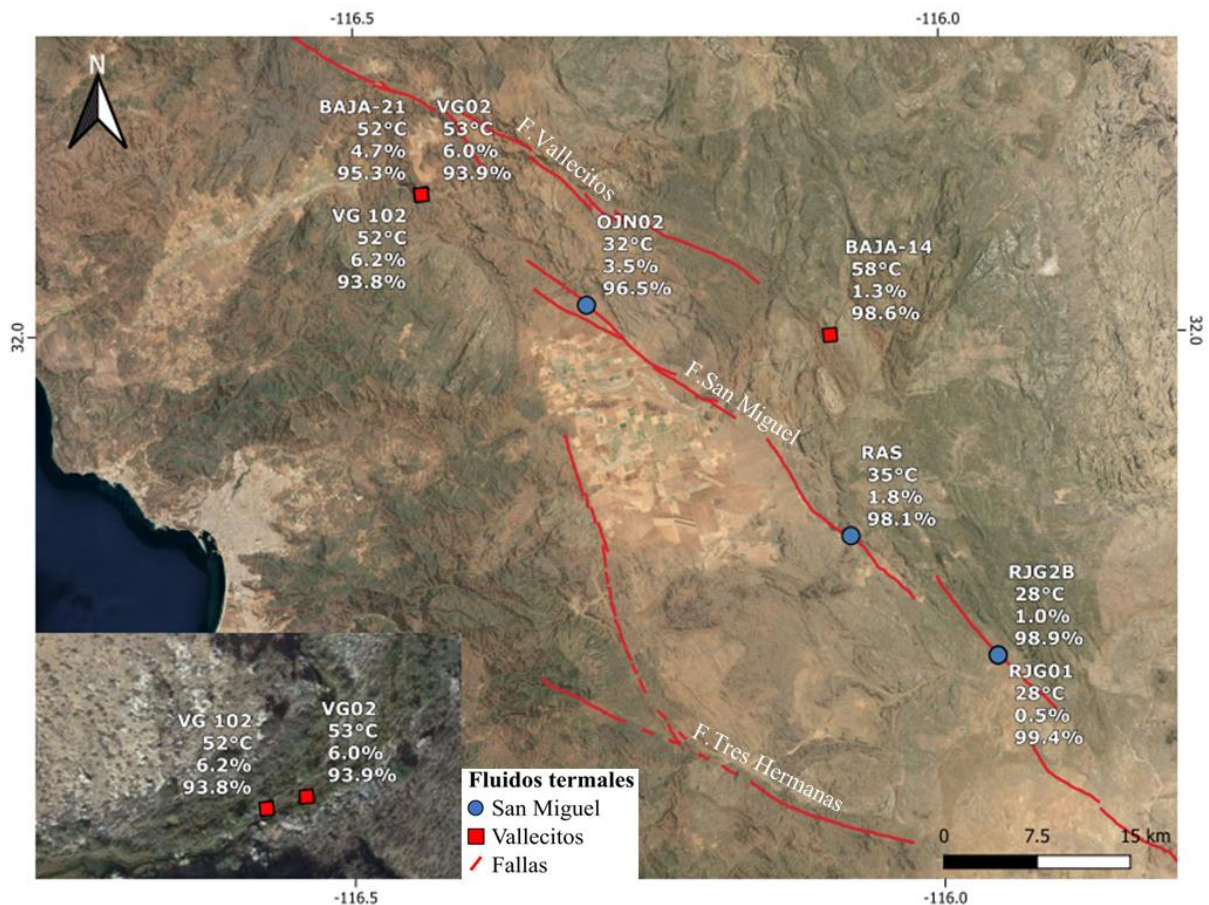 -116.5
-116.0
N
BAJA-21
52°C
4.7%
95.3%
VG02
53°C
6.0%
93.9%
F.Vallecitos
VG 102
52°C
6.2%
93.8%
OJN02
32°C
3.5%
96.5%
BAJA-14
58°C
1.3%
98.6%
32.0
32.0
F.San Miguel
RAS
35°C
1.8%
98.1%
RJG2B
28°C
1.0%
98.9%
RJG01
28°C
0.5%
99.4%
VG 102
52°C
6.2%
93.8%
VG02
53°C
6.0%
93.9%
F.Tres Hermanas
Fluidos termales
San Miguel
Vallecitos
Fallas
0
7.5
15 km
-116.5
-116.0